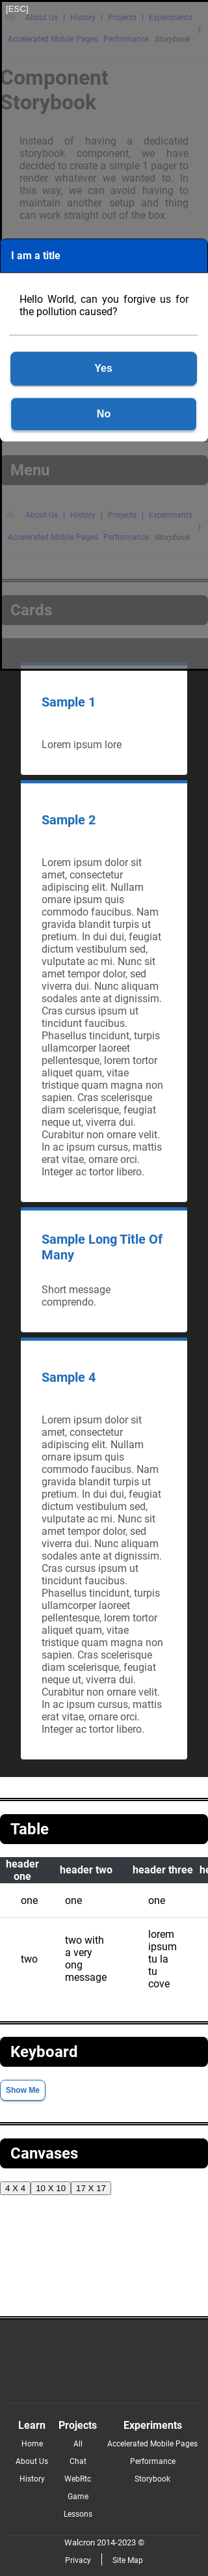 [ESC]
About Us | History | Projects | Experiments
Accelerated Mobile Pages Performance Storybook
Component
Storybook
Instead of having a dedicated
storybook component, we have
decided to create a simple 1 pager to
render whatever we wanted to. In
this way, we can avoid having to
maintain another setup and thing
can work straight out of the box.
I am a title
Hello World, can you forgive us for
the pollution caused?
Yes
No
Menu
About Us | History | Projects | Experiments
Accelerated Mobile Pages Performance Storybook
Cards
Sample 1
Lorem ipsum lore
Sample 2
Lorem ipsum dolor sit
amet, consectetur
adipiscing elit. Nullam
ornare ipsum quis
commodo faucibus. Nam
gravida blandit turpis ut
pretium. In dui dui, feugiat
dictum vestibulum sed,
vulputate ac mi. Nunc sit
amet tempor dolor, sed
viverra dui. Nunc aliquam
sodales ante at dignissim.
Cras cursus ipsum ut
tincidunt faucibus.
Phasellus tincidunt, turpis
ullamcorper laoreet
pellentesque, lorem tortor
aliquet quam, vitae
tristique quam magna non
sapien. Cras scelerisque
diam scelerisque, feugiat
neque ut, viverra dui.
Curabitur non ornare velit.
In ac ipsum cursus, mattis
erat vitae, ornare orci.
Integer ac tortor libero.
Sample Long Title Of
Many
Short message
comprendo.
Sample 4
Lorem ipsum dolor sit
amet, consectetur
adipiscing elit. Nullam
ornare ipsum quis
commodo faucibus. Nam
gravida blandit turpis ut
pretium. In dui dui, feugiat
dictum vestibulum sed,
vulputate ac mi. Nunc sit
amet tempor dolor, sed
viverra dui. Nunc aliquam
sodales ante at dignissim.
Cras cursus ipsum ut
tincidunt faucibus.
Phasellus tincidunt, turpis
ullamcorper laoreet
pellentesque, lorem tortor
aliquet quam, vitae
tristique quam magna non
sapien. Cras scelerisque
diam scelerisque, feugiat
neque ut, viverra dui.
Curabitur non ornare velit.
In ac ipsum cursus, mattis
erat vitae, ornare orci.
Integer ac tortor libero.
Table
header one header two header three he
one one one
two two with a very ong message lorem ipsum tu la tu cove
Keyboard
Show Me
Canvases
4 X 4 10 X 10 17 X 17
Learn Projects Experiments
Home All Accelerated Mobile Pages
About Us Chat Performance
History WebRtc Storybook
Game
Lessons
Walcron 2014-2023 ©
Privacy Site Map